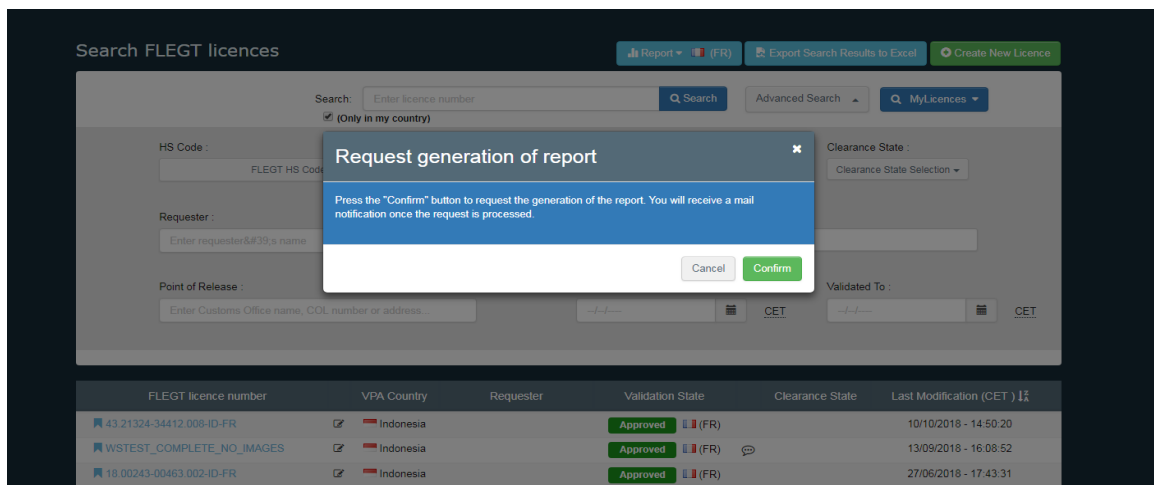 Search FLEGT licences
Report (FR) Export Search Results to Excel Create New Licence
Search: Enter licence number Search Advanced Search MyLicences
(Only in my country)
HS Code : Clearance State :
FLEGT HS Code Clearance State Selection
Request generation of report
Press the "Confirm" button to request the generation of the report. You will receive a mail
notification once the request is processed.
Requester :
Enter requester&#39;s name
Cancel Confirm
Point of Release : Validated To :
Enter Customs Office name, COL number or address... --/--/---- CET --/--/---- CET
FLEGT licence number VPA Country Requester Validation State Clearance State Last Modification (CET )
43.21324-34412.008-ID-FR Indonesia Approved (FR) 10/10/2018 - 14:50:20
WSTEST_COMPLETE_NO_IMAGES Indonesia Approved (FR) 13/09/2018 - 16:08:52
18.00243-00463.002-ID-FR Indonesia Approved (FR) 27/06/2018 - 17:43:31